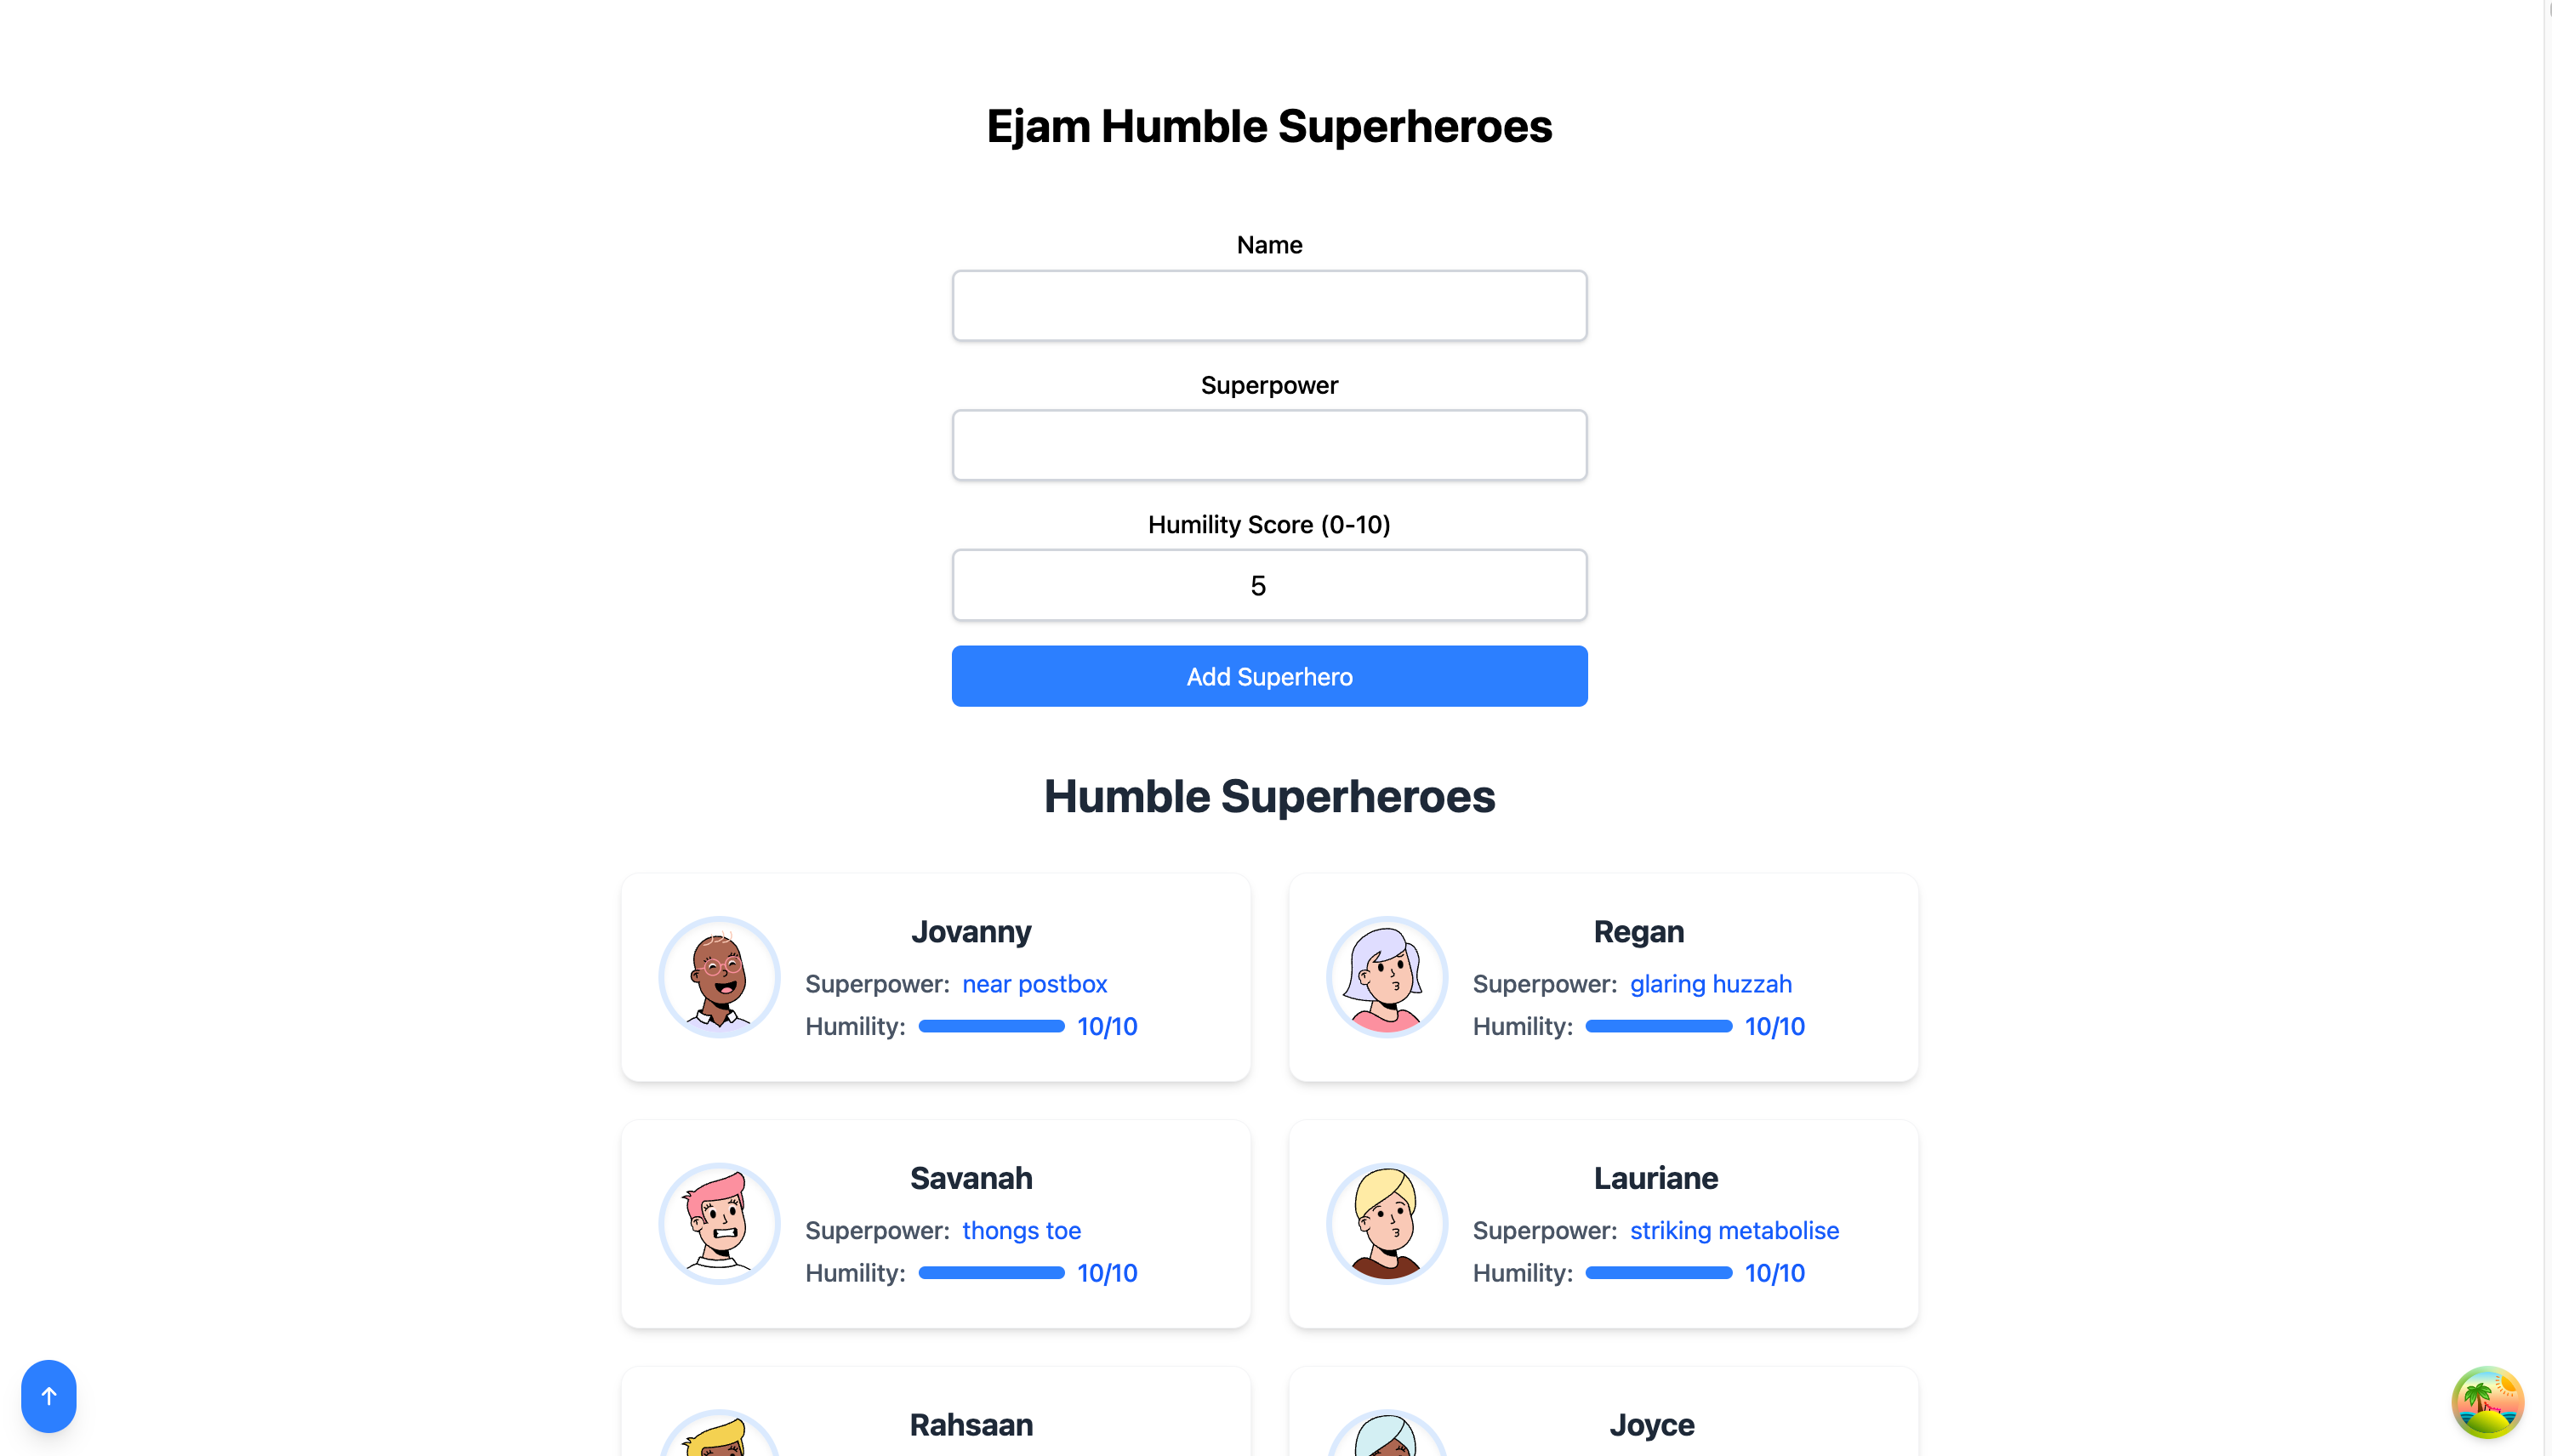 Ejam Humble Superheroes
Name
Superpower
Humility Score (0-10)
5
Add Superhero
Humble Superheroes
Jovanny
Superpower: near postbox
Humility: 10/10
Regan
Superpower: glaring huzzah
Humility: 10/10
Savanah
Superpower: thongs toe
Humility: 10/10
Lauriane
Superpower: striking metabolise
Humility: 10/10
Rahsaan
Joyce